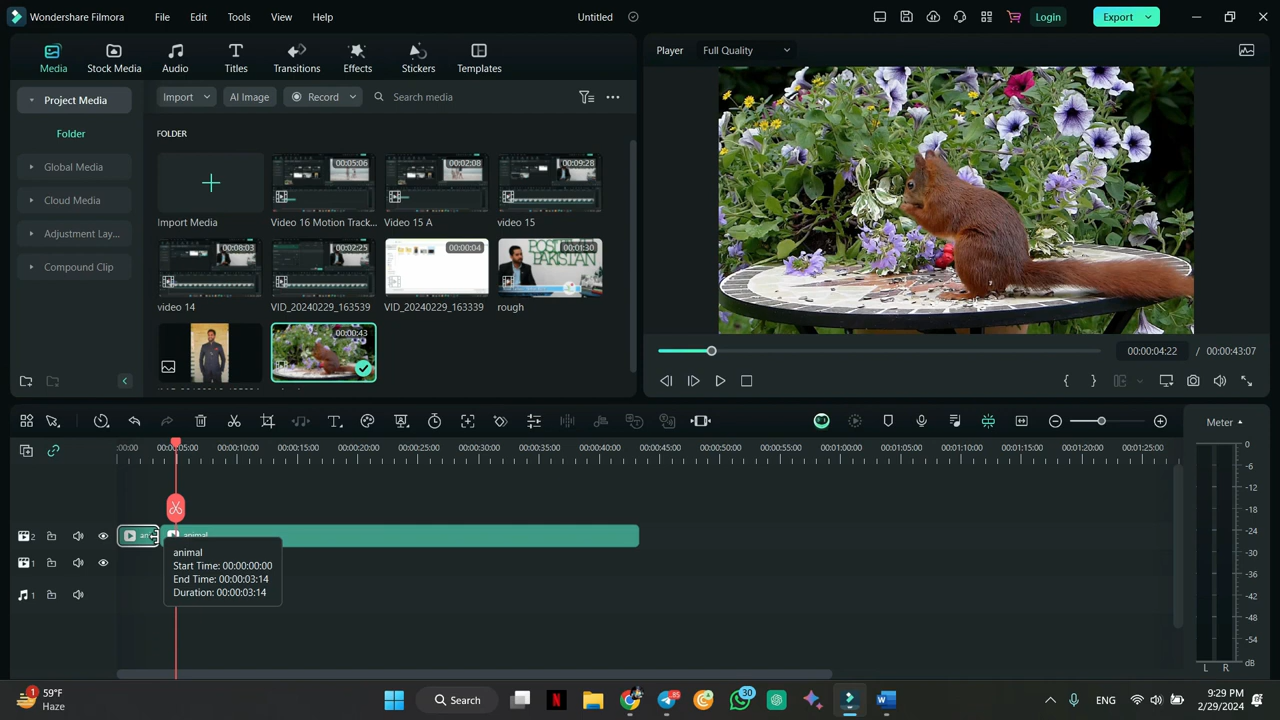 Wondershare Filmora File Edit Tools View Help Untitled Login Export
Media Stock Media Audio Titles Transitions Effects Stickers Templates
Player Full Quality
Project Media
Folder
Global Media
Cloud Media
Adjustment Lay...
Compound Clip
Import AI Image Record Search media
FOLDER
00:05:06 00:02:08 00:09:28
Import Media Video 16 Motion Track... Video 15 A video 15
00:08:03 00:02:25 00:00:04 00:01:30
video 14 VID_20240229_163539 VID_20240229_163339 rough
00:00:43
00:00:04:22 / 00:00:43:07
Meter
:00:00 00:00:05:00 00:00:10:00 00:00:15:00 00:00:20:00 00:00:25:00 00:00:30:00 00:00:35:00 00:00:40:00 00:00:45:00 00:00:50:00 00:00:55:00 00:01:00:00 00:01:05:00 00:01:10:00 00:01:15:00 00:01:20:00 00:01:25:00
2 an animal
1
1
animal
Start Time: 00:00:00:00
End Time: 00:00:03:14
Duration: 00:00:03:14
0
-6
-12
-18
-24
-30
-36
-42
-48
-54
dB
L R
1 59°F
Haze
Search 85 30 ENG
9:29 PM
2/29/2024